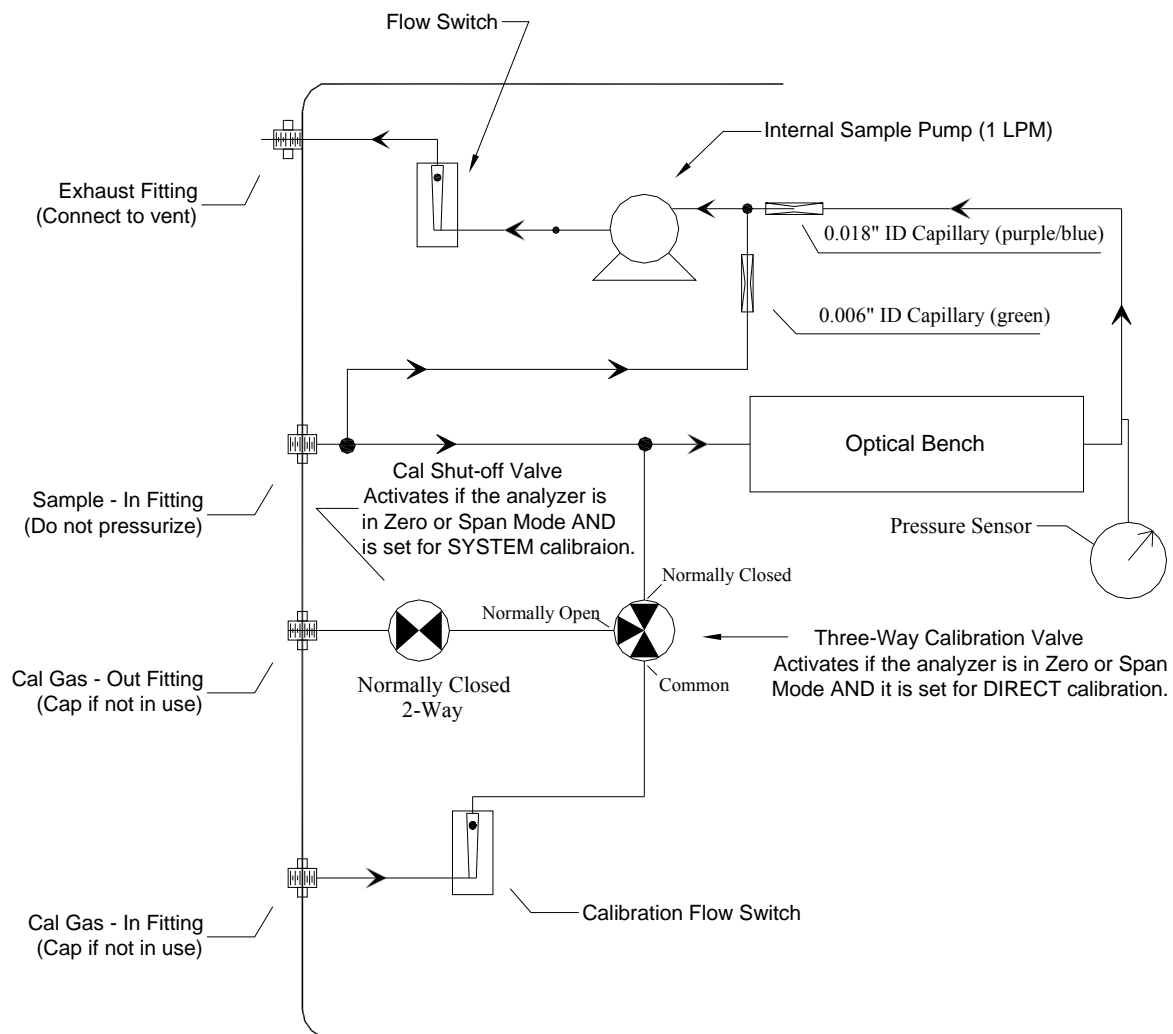 Flow Switch
Internal Sample Pump (1 LPM)
Exhaust Fitting
(Connect to vent)
0.018" ID Capillary (purple/blue)
0.006" ID Capillary (green)
Optical Bench
Cal Shut-off Valve
Activates if the analyzer is
in Zero or Span Mode AND
is set for SYSTEM calibraion.
Sample - In Fitting
(Do not pressurize)
Pressure Sensor
Normally Closed
Normally Open
Three-Way Calibration Valve
Activates if the analyzer is in Zero or Span
Mode AND it is set for DIRECT calibration.
Cal Gas - Out Fitting
(Cap if not in use)
Normally Closed
2-Way
Common
Calibration Flow Switch
Cal Gas - In Fitting
(Cap if not in use)